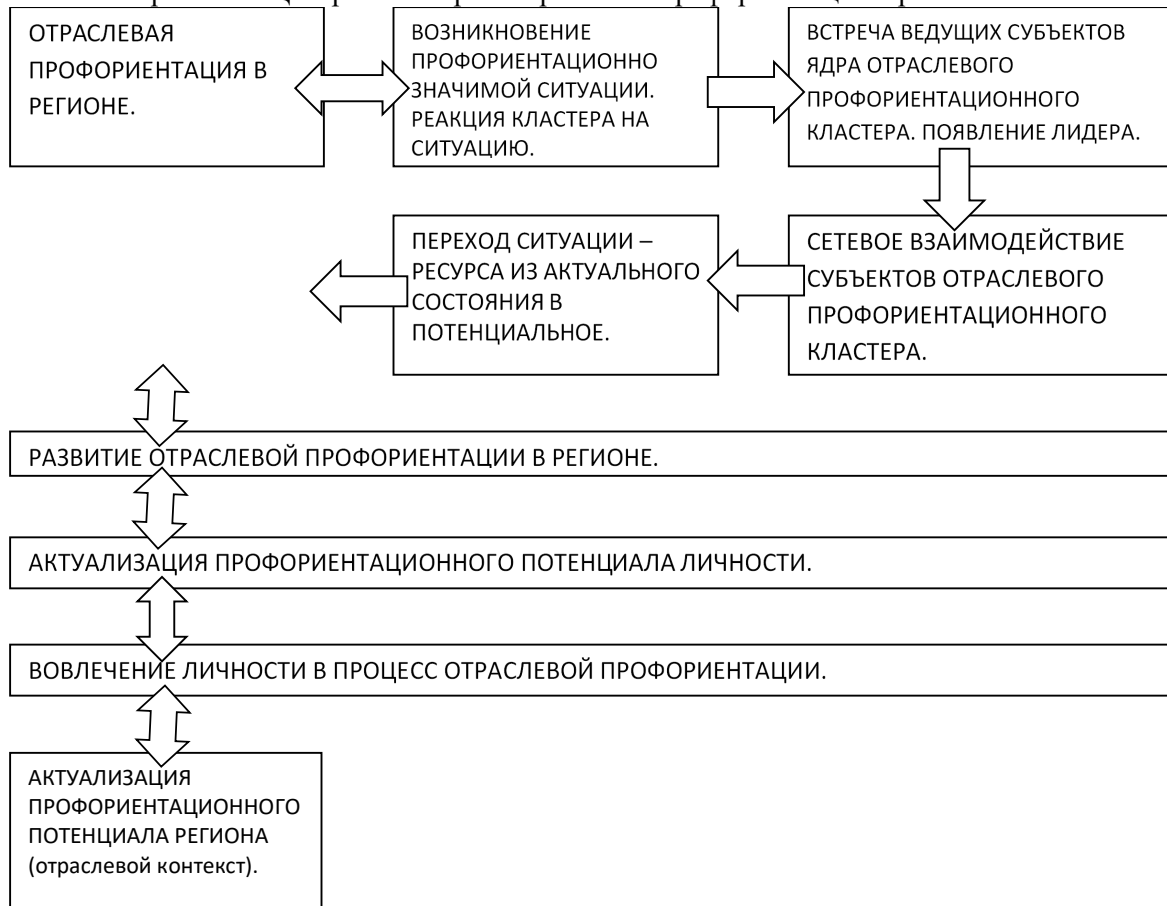 ОТРАСЛЕВАЯ
ПРОФОРИЕНТАЦИЯ В
РЕГИОНЕ.
ВОЗНИКНОВЕНИЕ
ПРОФОРИЕНТАЦИОННО
ЗНАЧИМОЙ СИТУАЦИИ.
РЕАКЦИЯ КЛАСТЕРА НА
СИТУАЦИЮ.
ВСТРЕЧА ВЕДУЩИХ СУБЪЕКТОВ
ЯДРА ОТРАСЛЕВОГО
ПРОФОРИЕНТАЦИОННОГО
КЛАСТЕРА. ПОЯВЛЕНИЕ ЛИДЕРА.
ПЕРЕХОД СИТУАЦИИ –
РЕСУРСА ИЗ АКТУАЛЬНОГО
СОСТОЯНИЯ В
ПОТЕНЦИАЛЬНОЕ.
СЕТЕВОЕ ВЗАИМОДЕЙСТВИЕ
СУБЪЕКТОВ ОТРАСЛЕВОГО
ПРОФОРИЕНТАЦИОННОГО
КЛАСТЕРА.
РАЗВИТИЕ ОТРАСЛЕВОЙ ПРОФОРИЕНТАЦИИ В РЕГИОНЕ.
АКТУАЛИЗАЦИЯ ПРОФОРИЕНТАЦИОННОГО ПОТЕНЦИАЛА ЛИЧНОСТИ.
ВОВЛЕЧЕНИЕ ЛИЧНОСТИ В ПРОЦЕСС ОТРАСЛЕВОЙ ПРОФОРИЕНТАЦИИ.
АКТУАЛИЗАЦИЯ
ПРОФОРИЕНТАЦИОННОГО
ПОТЕНЦИАЛА РЕГИОНА
(отраслевой контекст).